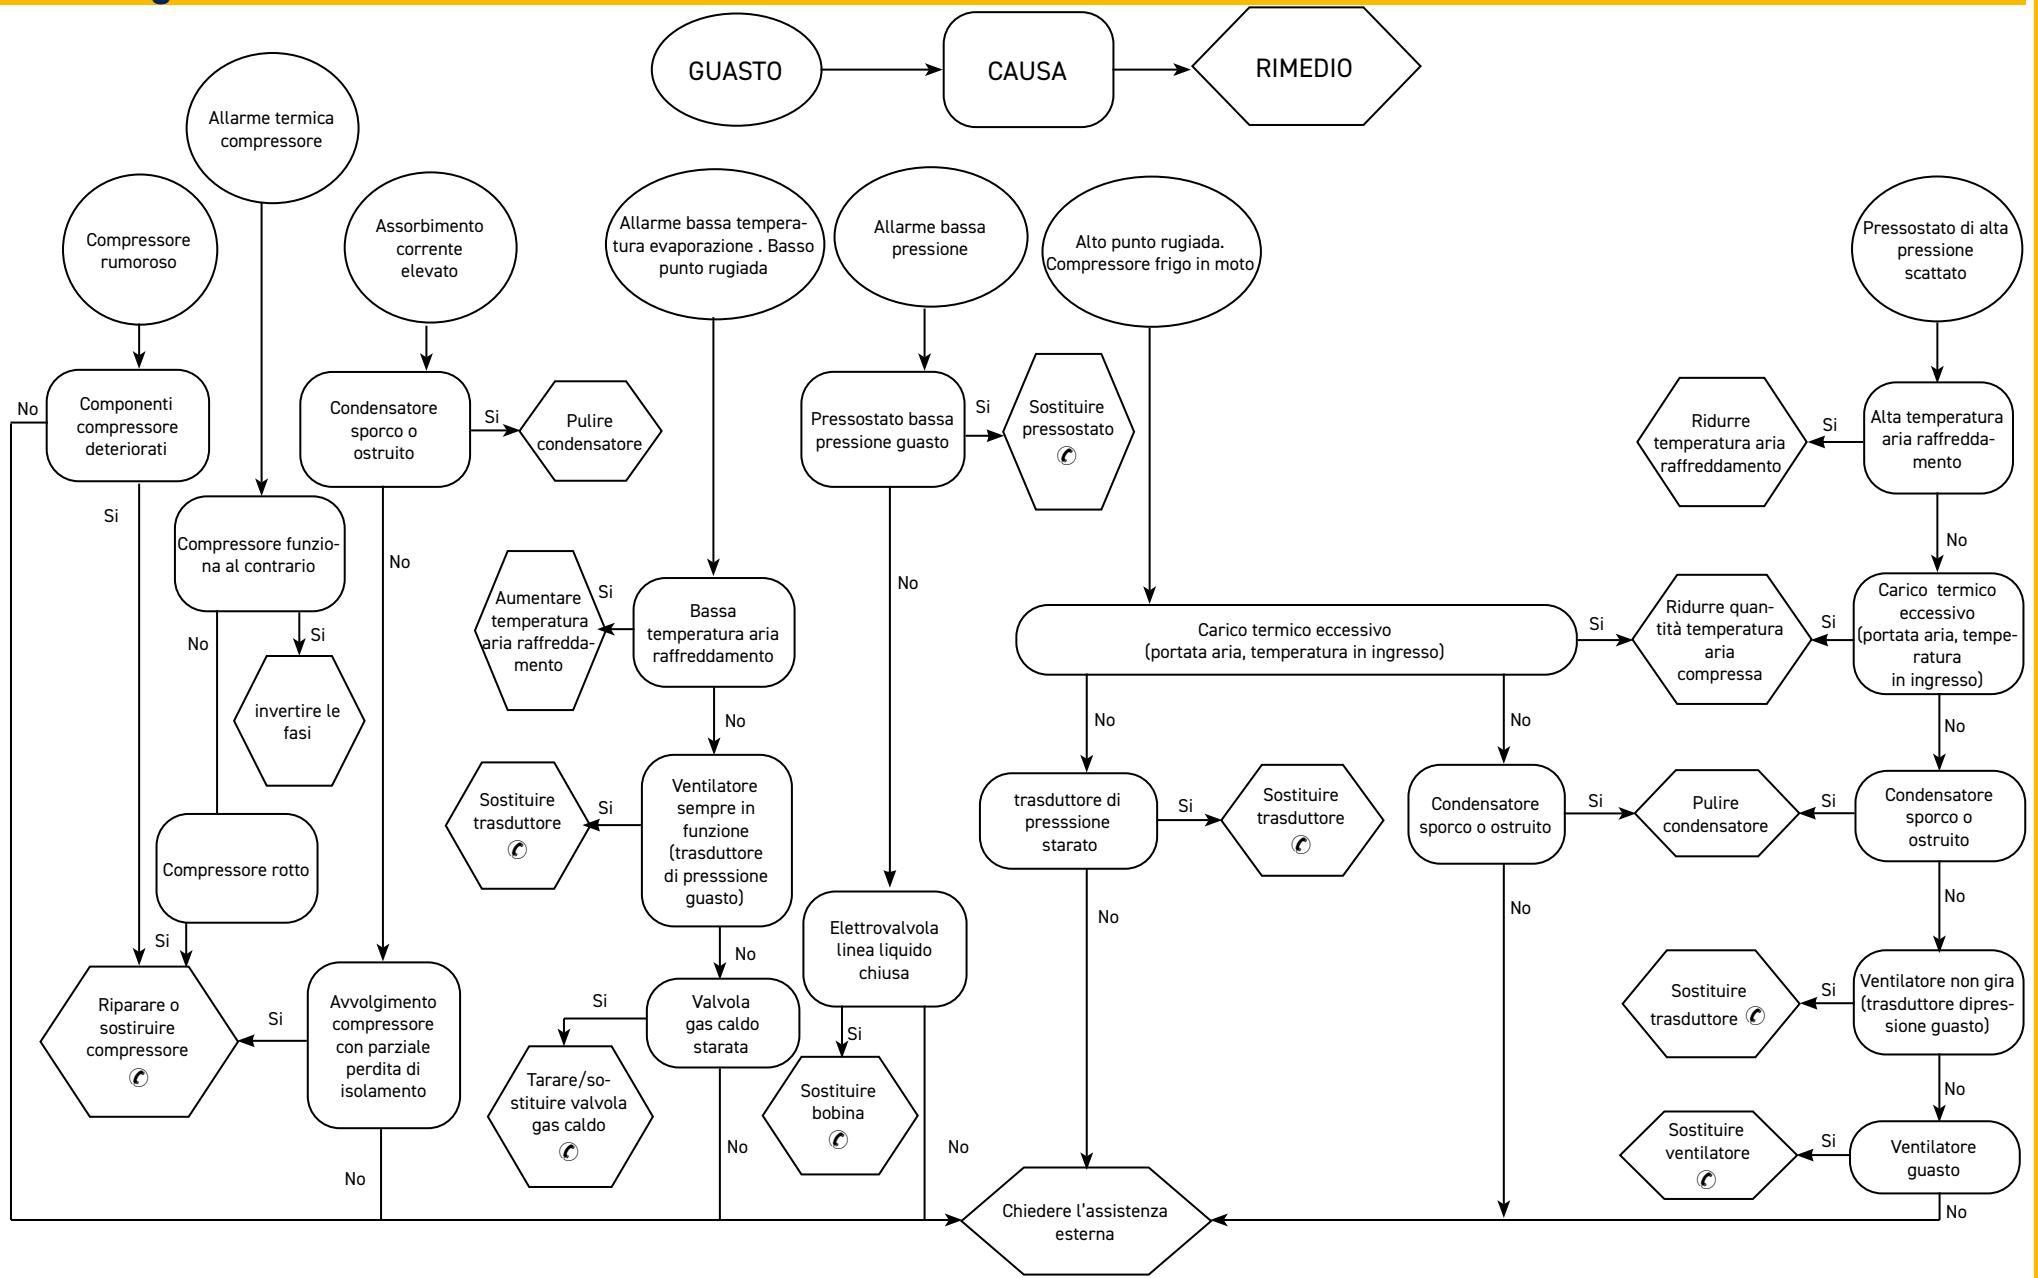 GUASTO
CAUSA
RIMEDIO
Allarme termica
compressore
Compressore
rumoroso
Assorbimento
corrente
elevato
Allarme bassa tempera-
tura evaporazione . Basso
punto rugiada
Allarme bassa
pressione
Alto punto rugiada.
Compressore frigo in moto
Pressostato di alta
pressione
scattato
No
Componenti
compressore
deteriorati
Si
Condensatore
sporco o
ostruito
Si
Pulire
condensatore
No
Pressostato bassa
pressione guasto
Si
Sostituire
pressostato
✆
No
Ridurre
temperatura aria
raffreddamento
Si
Alta temperatura
aria raffredda-
mento
No
Compressore funzio-
na al contrario
No
Si
invertire le
fasi
Aumentare
temperatura
aria raffredda-
mento
Si
Bassa
temperatura aria
raffreddamento
No
Carico termico eccessivo
(portata aria, temperatura in ingresso)
Si
No
No
Ridurre quan-
tità temperatura
aria
compressa
Si
Carico termico
eccessivo
(portata aria, tempe-
ratura
in ingresso)
No
Sostituire
trasduttore
✆
Si
Ventilatore
sempre in
funzione
(trasduttore
di presssione
guasto)
No
trasduttore di
presssione
starato
Si
Sostituire
trasduttore
✆
No
Condensatore
sporco o ostruito
Si
No
Pulire
condensatore
Si
Condensatore
sporco o
ostruito
No
Compressore rotto
Si
Riparare o
sostiruire
compressore
✆
Si
Avvolgimento
compressore
con parziale
perdita di
isolamento
No
Si
Valvola
gas caldo
starata
No
Tarare/so-
stituire valvola
gas caldo
✆
Elettrovalvola
linea liquido
chiusa
Si
No
Sostituire
bobina
✆
Sostituire
trasduttore ✆
Si
Ventilatore non gira
(trasduttore dipres-
sione guasto)
No
Sostituire
ventilatore
✆
Si
Ventilatore
guasto
No
Chiedere l'assistenza
esterna